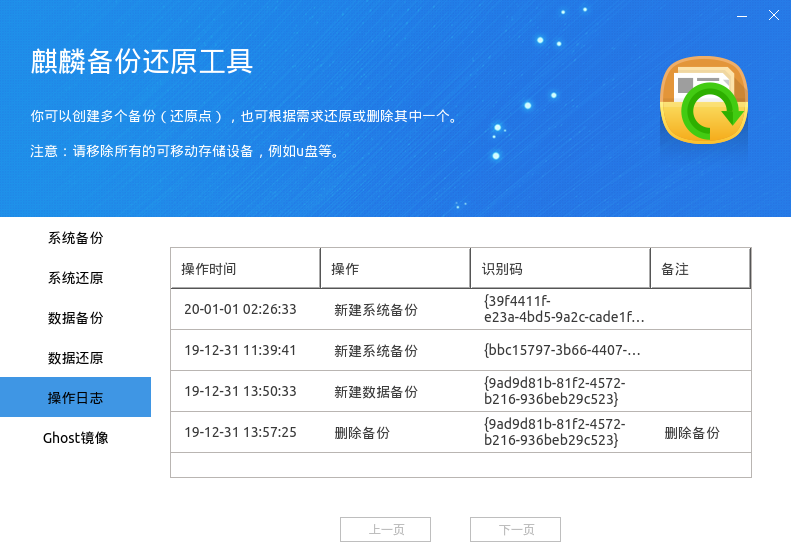 麒麟备份还原工具
你可以创建多个备份（还原点），也可根据需求还原或删除其中一个。
注意：请移除所有的可移动存储设备，例如u盘等。
系统备份
系统还原
数据备份
数据还原
操作日志
Ghost镜像
操作时间 操作 识别码 备注
20-01-01 02:26:33 新建系统备份 {39f4411f-
e23a-4bd5-9a2c-cade1f...
19-12-31 11:39:41 新建系统备份 {bbc15797-3b66-4407-...
19-12-31 13:50:33 新建数据备份 {9ad9d81b-81f2-4572-
b216-936beb29c523}
19-12-31 13:57:25 删除备份 {9ad9d81b-81f2-4572-
b216-936beb29c523} 删除备份
上一页 下一页